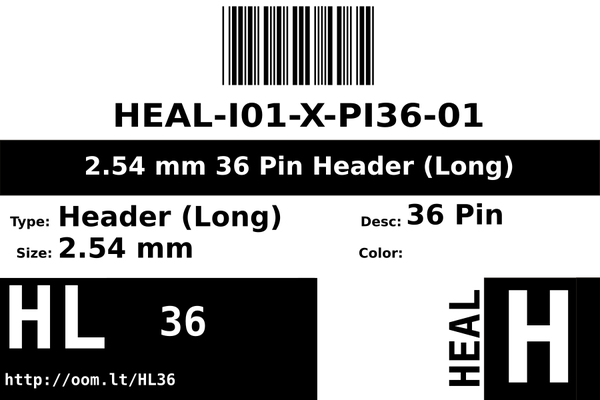 HEAL-I01-X-PI36-01
2.54 mm 36 Pin Header (Long)
Type: Header (Long)
Desc: 36 Pin
Size: 2.54 mm
Color:
HL 36
http://oom.lt/HL36
HEAL
H